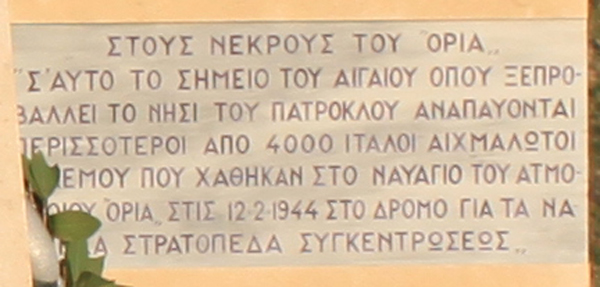 ΣΤΟΥΣ ΝΕΚΡΟΥΣ ΤΟΥ "ΟΡΙΑ„
"Σ'ΑΥΤΟ ΤΟ ΣΗΜΕΙΟ ΤΟΥ ΑΙΓΑΙΟΥ ΟΠΟΥ ΞΕΠΡΟ-
ΒΑΛΛΕΙ ΤΟ ΝΗΣΙ ΤΟΥ ΠΑΤΡΟΚΛΟΥ ΑΝΑΠΑΥΟΝΤΑΙ
ΠΕΡΙΣΣΟΤΕΡΟΙ ΑΠΟ 4000 ΙΤΑΛΟΙ ΑΙΧΜΑΛΩΤΟΙ
ΠΟΥ ΧΑΘΗΚΑΝ ΣΤΟ ΝΑΥΑΓΙΟ ΤΟΥ ΑΤΜΟ-
"ΟΡΙΑ„ ΣΤΙΣ 12-2-1944 ΣΤΟ ΔΡΟΜΟ ΓΙΑ ΤΑ ΝΑ-
ΣΤΡΑΤΟΠΕΔΑ ΣΥΓΚΕΝΤΡΩΣΕΩΣ„